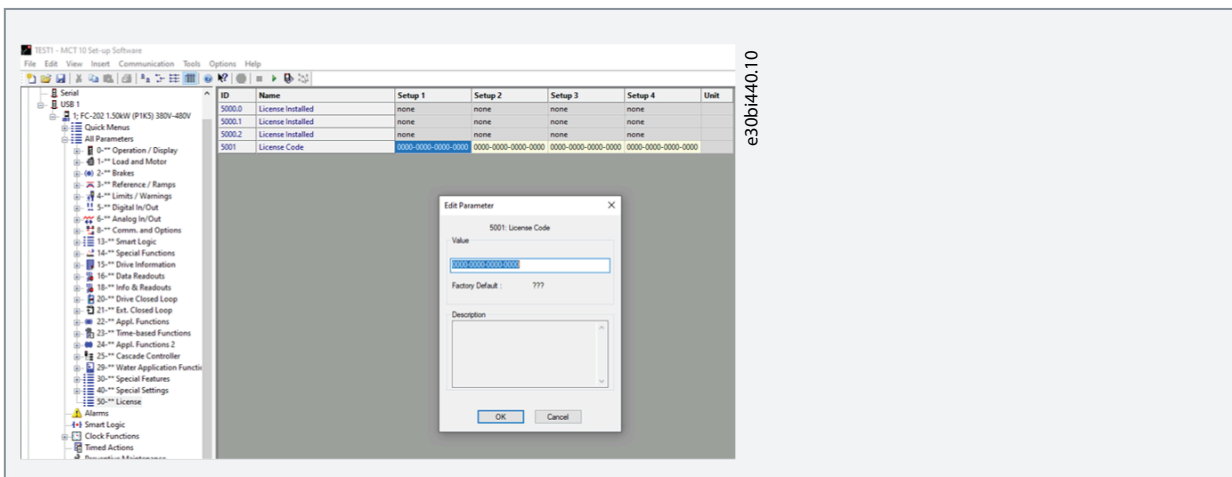 TEST1 - MCT 10 Set-up Software
File Edit View Insert Communication Tools Options Help
Serial
USB 1
1; FC-202 1.50kW (P1K5) 380V-480V
Quick Menus
All Parameters
0-** Operation / Display
1-** Load and Motor
2-** Brakes
3-** Reference / Ramps
4-** Limits / Warnings
5-** Digital In/Out
6-** Analog In/Out
8-** Comm. and Options
13-** Smart Logic
14-** Special Functions
15-** Drive Information
16-** Data Readouts
18-** Info & Readouts
20-** Drive Closed Loop
21-** Ext. Closed Loop
22-** Appl. Functions
23-** Time-based Functions
24-** Appl. Functions 2
25-** Cascade Controller
29-** Water Application Functi
30-** Special Features
40-** Special Settings
50-** License
Alarms
Smart Logic
Clock Functions
Timed Actions
ID Name Setup 1 Setup 2 Setup 3 Setup 4 Unit
5000.0 License Installed none none none none
5000.1 License Installed none none none none
5000.2 License Installed none none none none
5001 License Code 0000-0000-0000-0000 0000-0000-0000-0000 0000-0000-0000-0000 0000-0000-0000-0000
Edit Parameter
5001: License Code
Value
0000-0000-0000-0000
Factory Default : ???
Description
OK Cancel
e30bi440.10